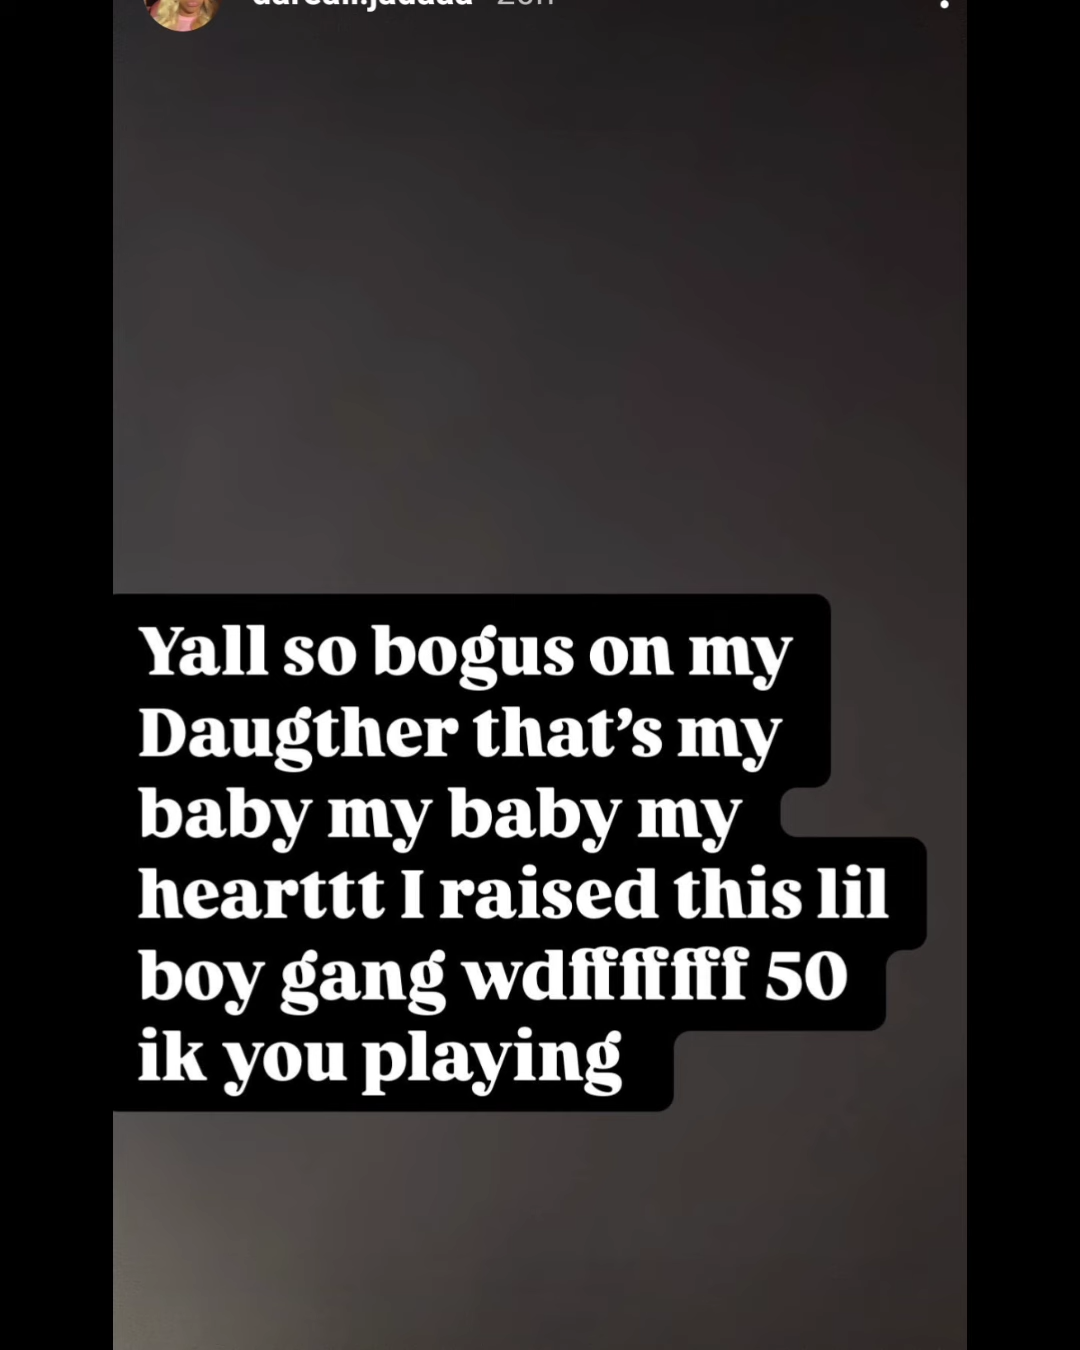 Yall so bogus on my
Daugther that's my
baby my baby my
hearttt I raised this lil
boy gang wdfffffff 50
ik you playing